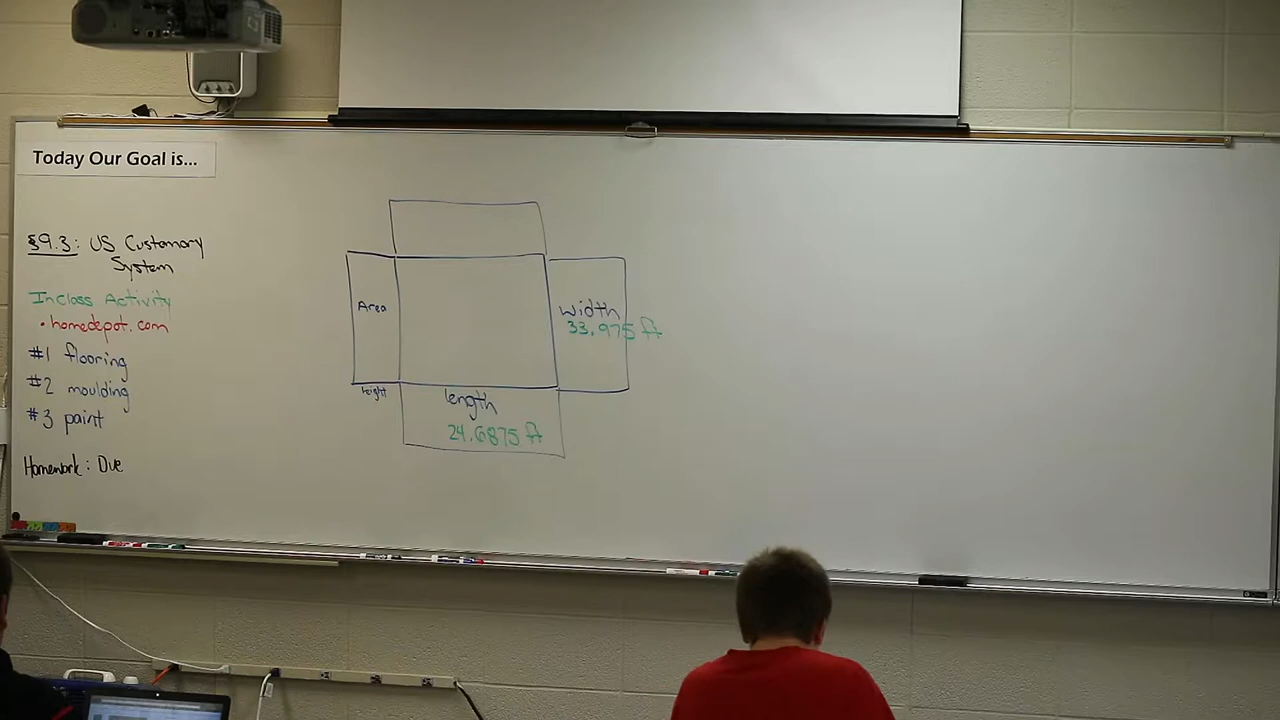 Today Our Goal is...
§9.3: US Customary
System
Inclass Activity
• homedepot.com
#1 flooring
#2 moulding
#3 paint
Homework: Due
Area
width
33.975 ft
height
length
24.6875 ft